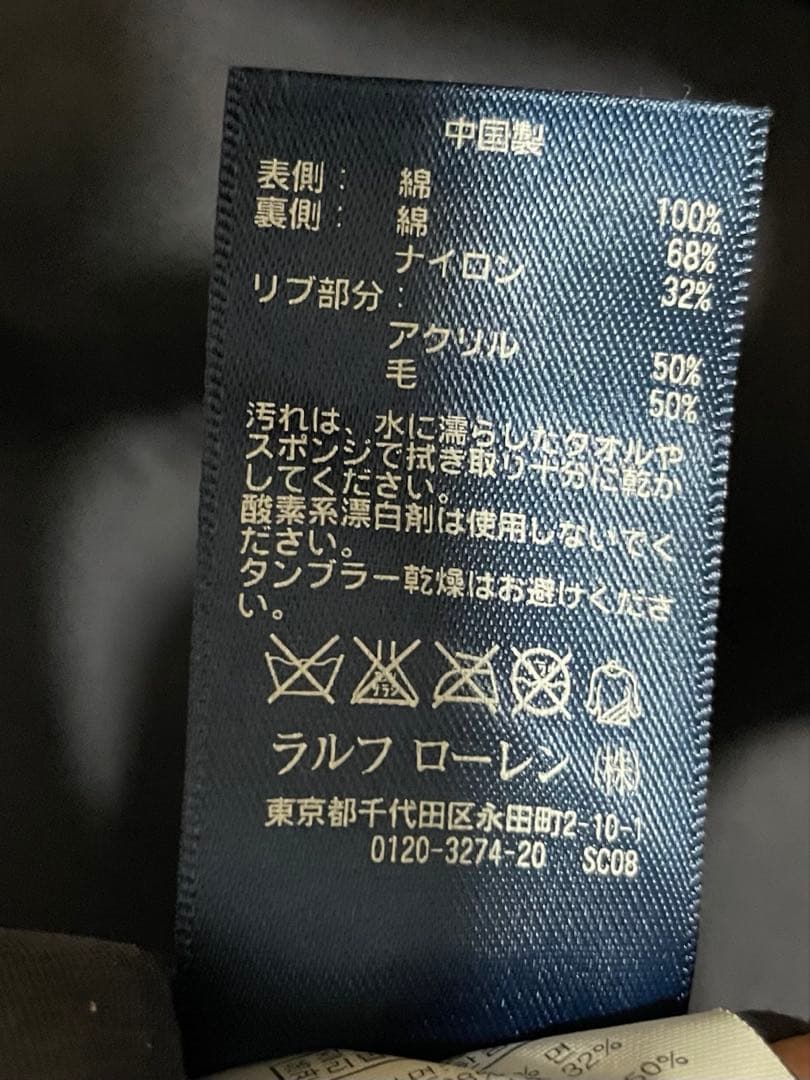 中国製
表側： 綿 100%
裏側： 綿 68%
ナイロン 32%
リブ部分：
アクリル 50%
毛 50%
汚れは、水に濡らしたタオルや
スポンジで拭き取り十分に乾か
してください。
酸素系漂白剤は使用しないでく
ださい。
タンブラー乾燥はお避けくださ
い。
ラルフ ローレン (株)
東京都千代田区永田町2-10-1
0120-3274-20 SC08
면
32%
50%